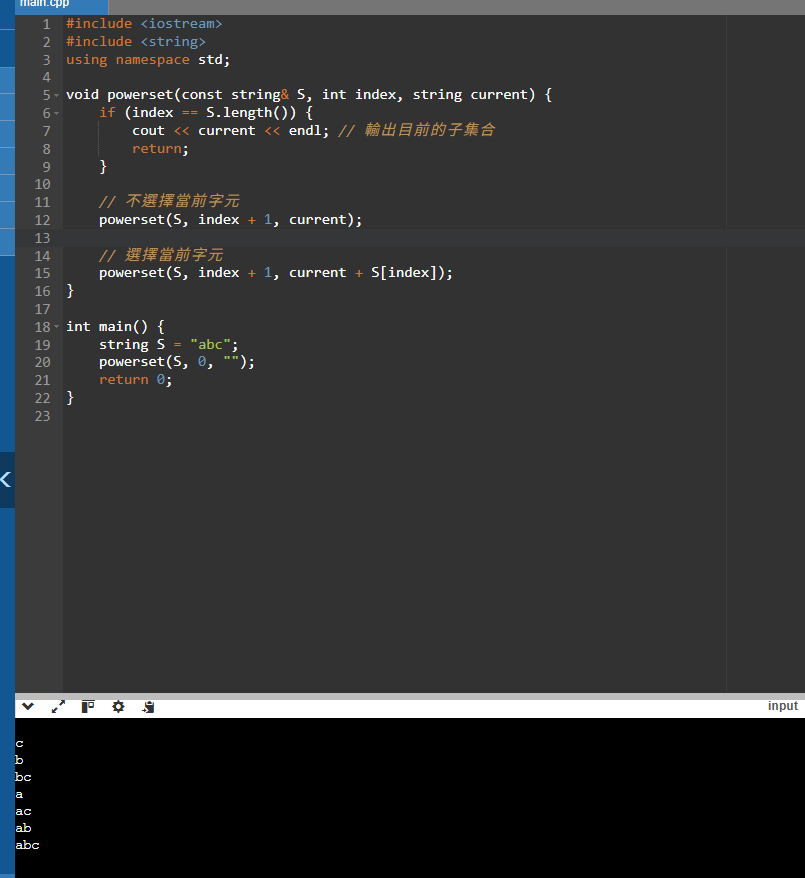 main.cpp
1 #include <iostream>
2 #include <string>
3 using namespace std;
4
5 void powerset(const string& S, int index, string current) {
6     if (index == S.length()) {
7         cout << current << endl; // 輸出目前的子集合
8         return;
9     }
10
11     // 不選擇當前字元
12     powerset(S, index + 1, current);
13
14     // 選擇當前字元
15     powerset(S, index + 1, current + S[index]);
16 }
17
18 int main() {
19     string S = "abc";
20     powerset(S, 0, "");
21     return 0;
22 }
23
input
c
b
bc
a
ac
ab
abc